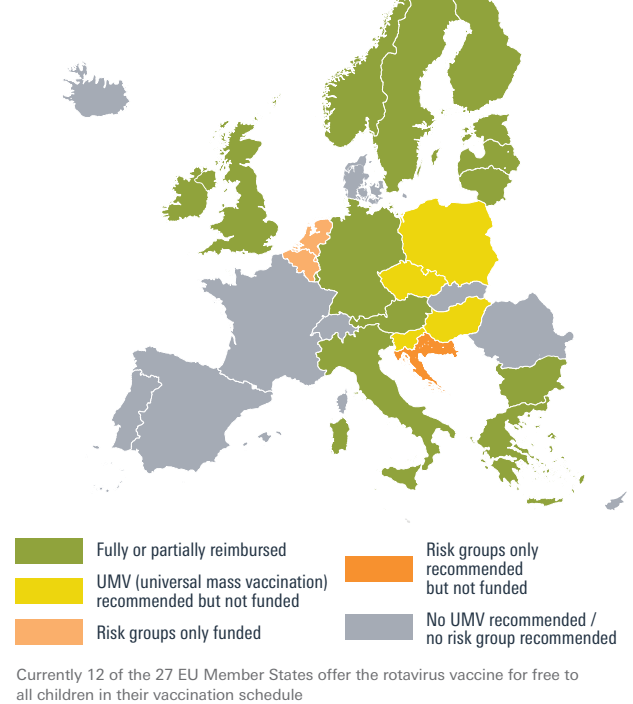 Fully or partially reimbursed
UMV (universal mass vaccination)
recommended but not funded
Risk groups only funded
Risk groups only
recommended
but not funded
No UMV recommended /
no risk group recommended
Currently 12 of the 27 EU Member States offer the rotavirus vaccine for free to
all children in their vaccination schedule